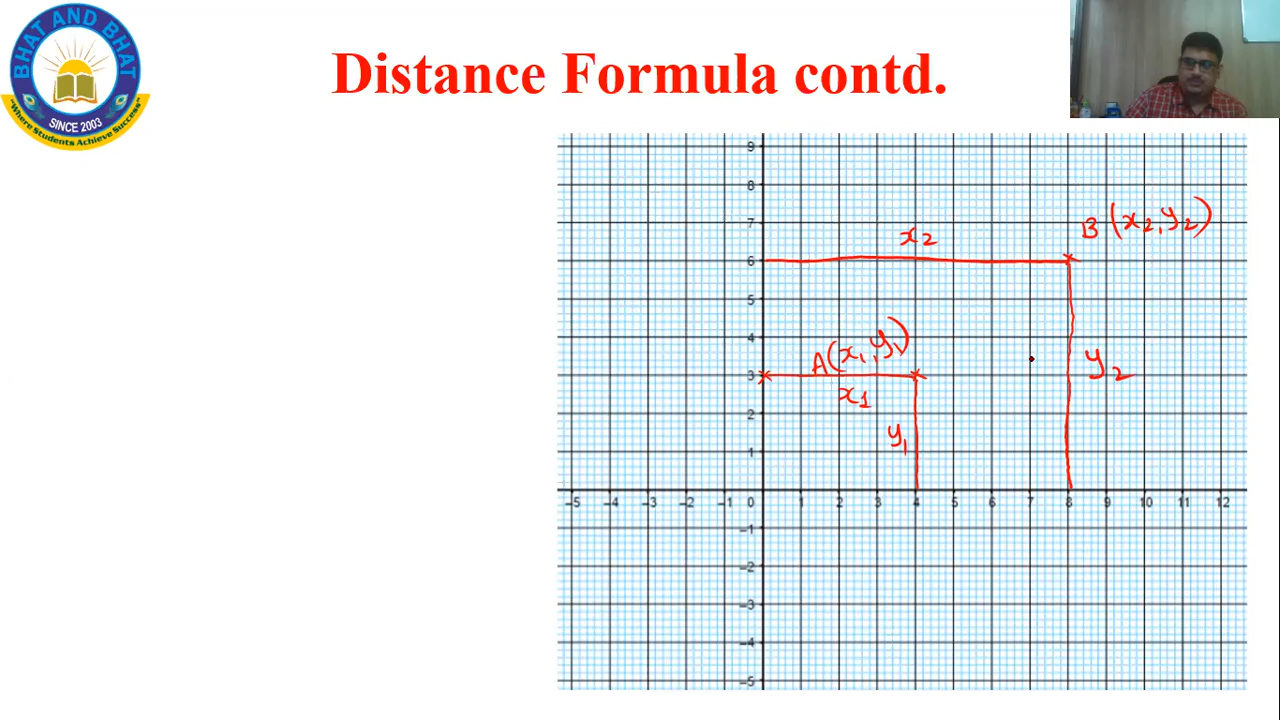 BHAT AND BHAT
SINCE 2003
"Where Students Achieve Success"
Distance Formula contd.
9
8
7
6
5
4
3
2
1
-5 -4 -3 -2 -1 0 1 2 3 4 5 6 7 8 9 10 11 12
-1
-2
-3
-4
-5
B (x2, y2)
x2
A(x1, y1)
x1
y1
y2